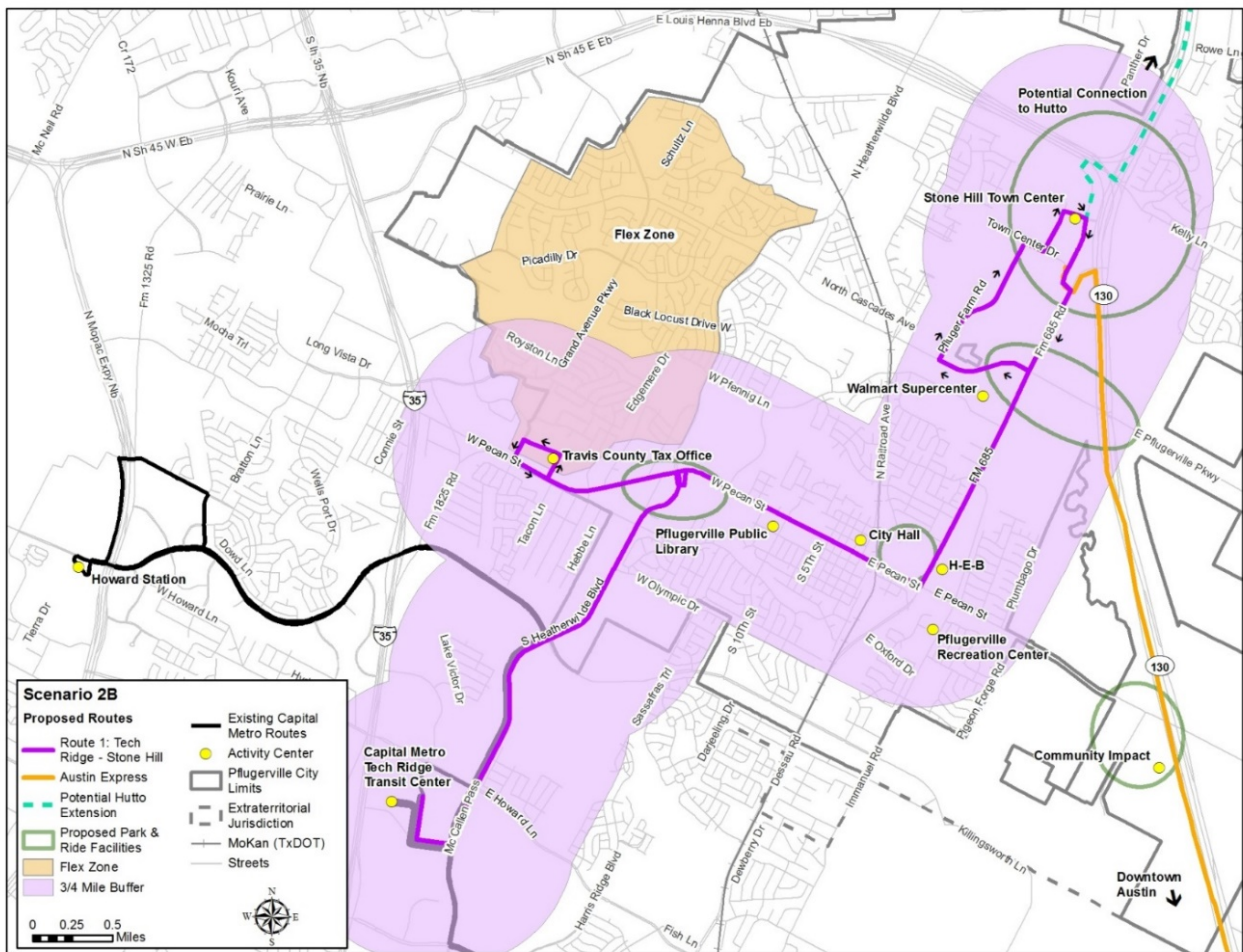 E Louis Henna Blvd Eb
N Sh 45 E Eb
Cr 172
S Ih 35 Nb
Mc Neil Rd
Kouri Ave
Panther Dr
Rowe Ln
Potential Connection
to Hutto
N Heatherwilde Blvd
Schultz Ln
N Sh 45 W Eb
Prairie Ln
Stone Hill Town Center
Flex Zone
Town Center Dr
Kelly Ln
Fm 1325 Rd
Picadilly Dr
Grand Avenue Pkwy
North Cascades Ave
Pfluger Farm Rd
130
Black Locust Drive W
Fm 685 Rd
Modha Trl
Long Vista Dr
Royston Ln
Edgemere Dr
W Pfennig Ln
N Mopac Expy Nb
35
Connie St
Walmart Supercenter
N Railroad Ave
E Pflugerville Pkwy
W Pecan St
Travis County Tax Office
Bratton Ln
FM 685
Fm 1825 Rd
Wells Port Dr
W Pecan St
Tacon Ln
Hebbe Ln
Pflugerville Public
Library
City Hall
S 5Th St
Dowd Ln
Howard Station
H-E-B
E Pecan St
Plumbago Dr
W Howard Ln
W Olympic Dr
E Pecan St
Tierra Dr
S Heatherwilde Blvd
S 10Th St
35
E Oxford Dr
Pflugerville
Recreation Center
Lake Victor Dr
Sassafras Trl
Pigeon Forge Rd
130
Darjeeling Dr
Dessau Rd
Immanuel Rd
Community Impact
Capital Metro
Tech Ridge
Transit Center
Mc Callen Pass
E Howard Ln
Killingsworth Ln
Dewberry Dr
Harris Ridge Blvd
Downtown
Austin
Fish Ln
Scenario 2B
Proposed Routes
Route 1: Tech
Ridge - Stone Hill
Austin Express
Potential Hutto
Extension
Proposed Park &
Ride Facilities
Flex Zone
3/4 Mile Buffer
Existing Capital
Metro Routes
Activity Center
Pflugerville City
Limits
Extraterritorial
Jurisdiction
MoKan (TxDOT)
Streets
N
W E
S
0 0.25 0.5
Miles